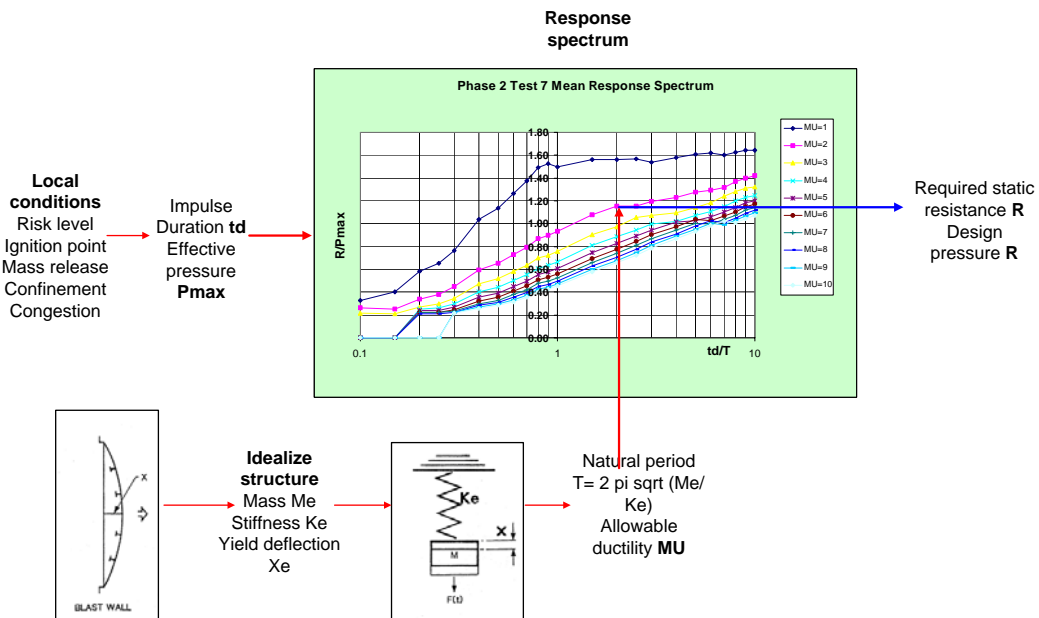 Response
spectrum
Phase 2 Test 7 Mean Response Spectrum
R/Pmax
1.80
1.60
1.40
1.20
1.00
0.80
0.60
0.40
0.20
0.00
0.1
1
10
td/T
MU=1
MU=2
MU=3
MU=4
MU=5
MU=6
MU=7
MU=8
MU=9
MU=10
Local
conditions
Risk level
Ignition point
Mass release
Confinement
Congestion
Impulse
Duration td
Effective
pressure
Pmax
Required static
resistance R
Design
pressure R
X
BLAST WALL
Idealize
structure
Mass Me
Stiffness Ke
Yield deflection
Xe
Ke
X
M
F(t)
Natural period
T= 2 pi sqrt (Me/
Ke)
Allowable
ductility MU